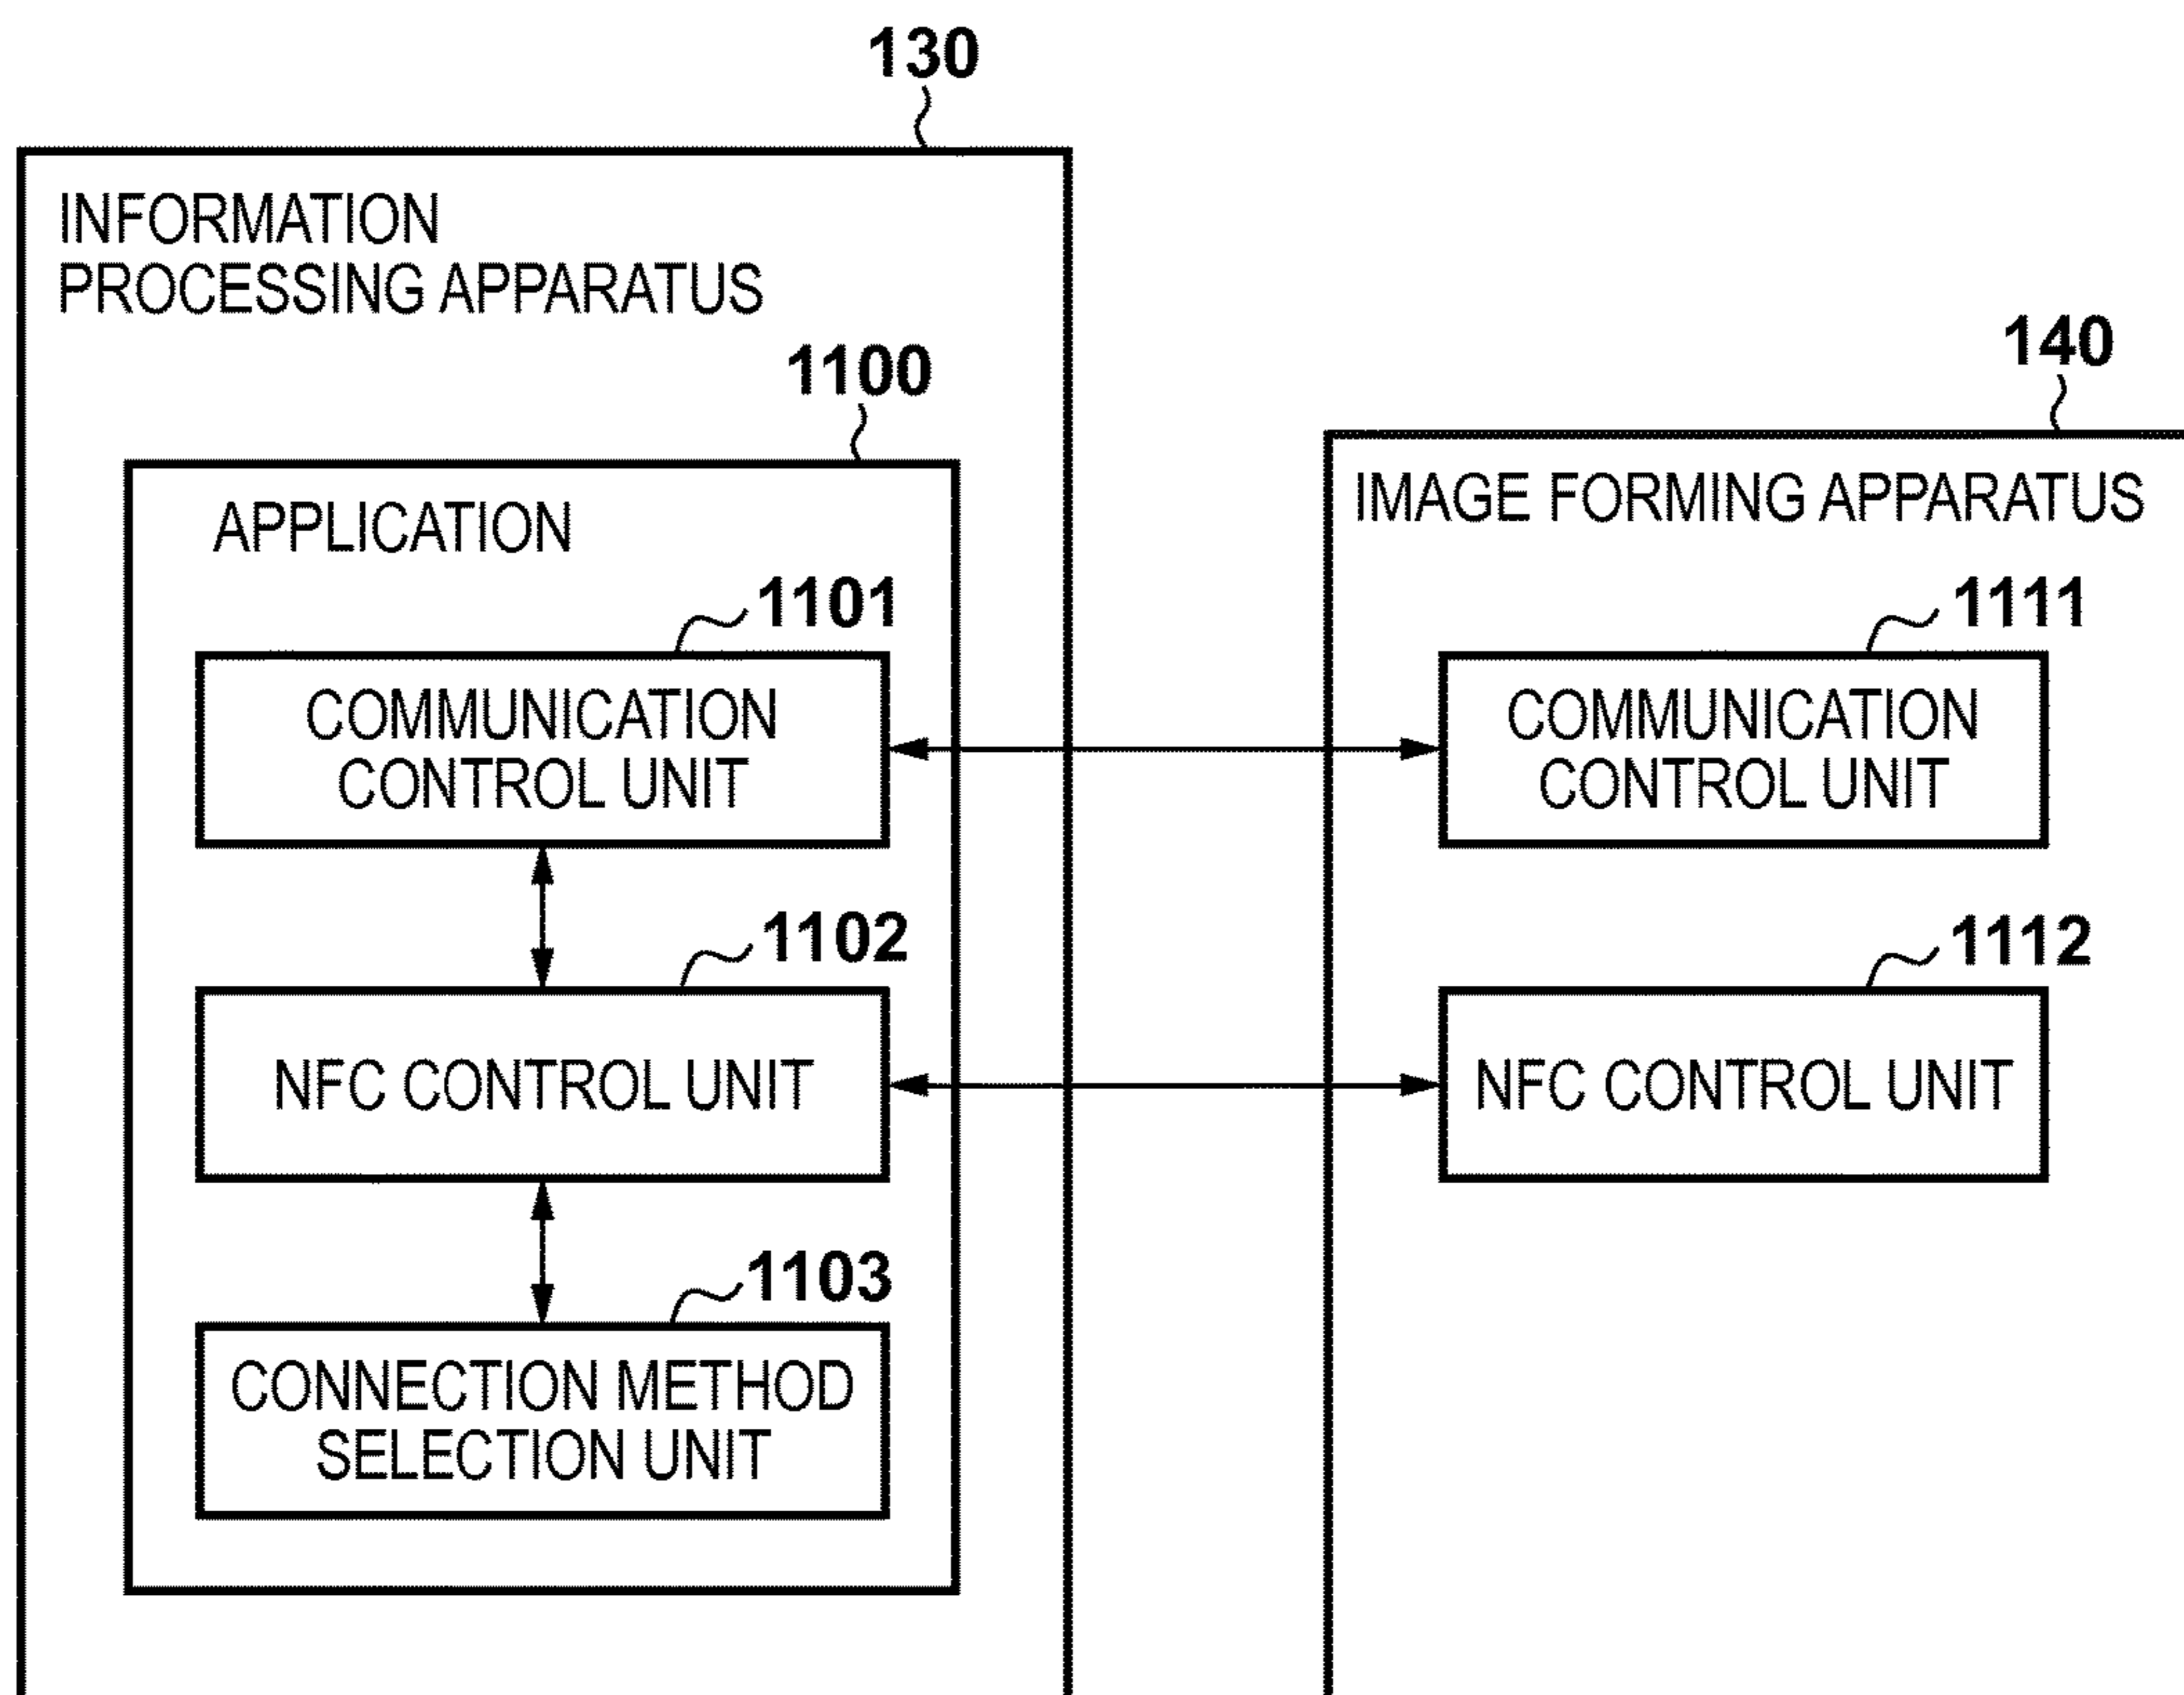 130
INFORMATION
PROCESSING APPARATUS
1100
APPLICATION
1101
COMMUNICATION
CONTROL UNIT
1102
NFC CONTROL UNIT
1103
CONNECTION METHOD
SELECTION UNIT
140
IMAGE FORMING APPARATUS
1111
COMMUNICATION
CONTROL UNIT
1112
NFC CONTROL UNIT